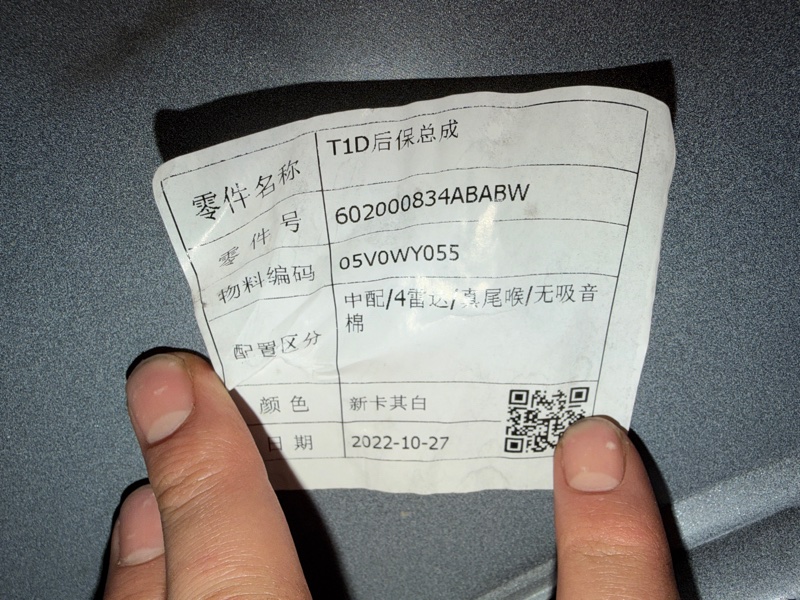 零件名称 T1D后保总成
零件号 602000834ABABW
物料编码 05V0WY055
配置区分 中配/4雷达/真尾喉/无吸音
棉
颜色 新卡其白
日期 2022-10-27